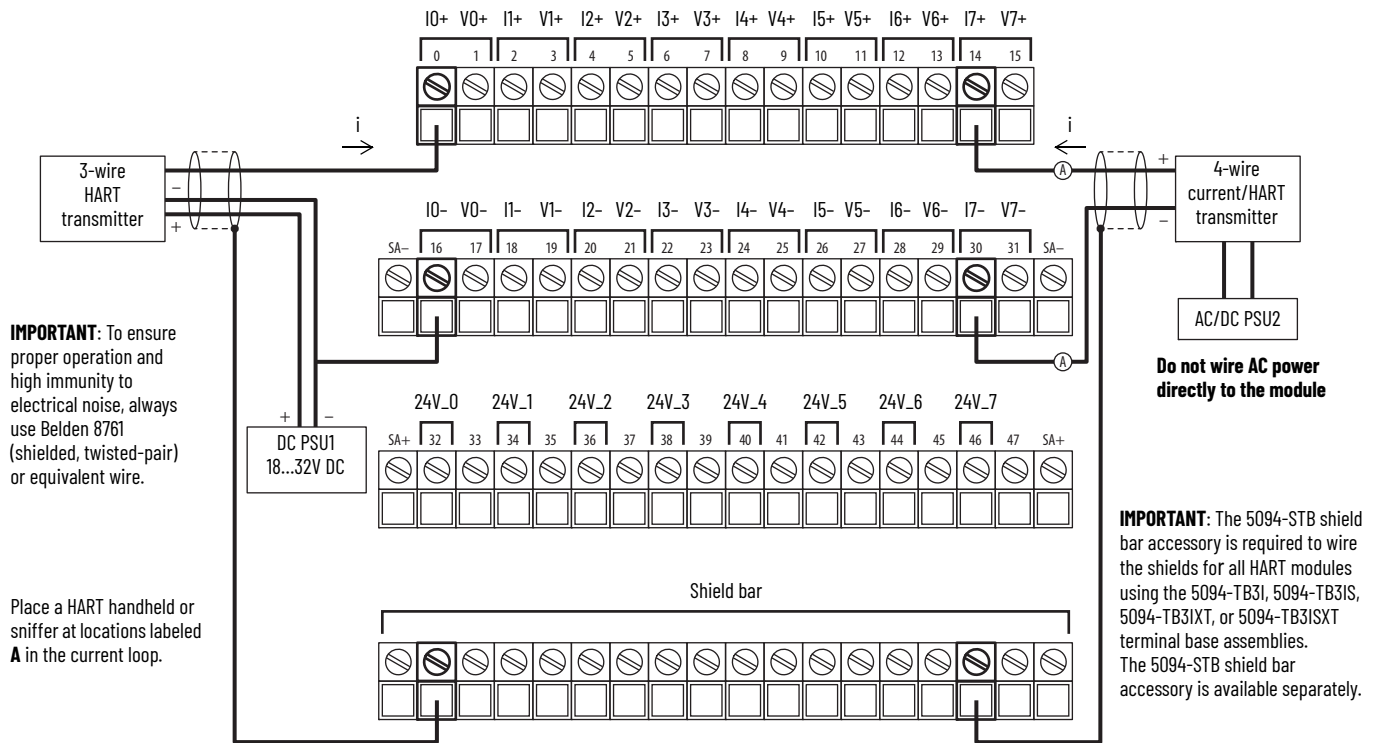 I0+ V0+ I1+ V1+ I2+ V2+ I3+ V3+ I4+ V4+ I5+ V5+ I6+ V6+ I7+ V7+
0 1 2 3 4 5 6 7 8 9 10 11 12 13 14 15
i
i
3-wire
HART
transmitter
–
+
A
+
–
4-wire
current/HART
transmitter
I0– V0– I1– V1– I2– V2– I3– V3– I4– V4– I5– V5– I6– V6– I7– V7–
SA– 16 17 18 19 20 21 22 23 24 25 26 27 28 29 30 31 SA–
A
AC/DC PSU2
Do not wire AC power
directly to the module
IMPORTANT: To ensure
proper operation and
high immunity to
electrical noise, always
use Belden 8761
(shielded, twisted-pair)
or equivalent wire.
+ –
DC PSU1
18...32V DC
24V_0 24V_1 24V_2 24V_3 24V_4 24V_5 24V_6 24V_7
SA+ 32 33 34 35 36 37 38 39 40 41 42 43 44 45 46 47 SA+
IMPORTANT: The 5094-STB shield
bar accessory is required to wire
the shields for all HART modules
using the 5094-TB3I, 5094-TB3IS,
5094-TB3IXT, or 5094-TB3ISXT
terminal base assemblies.
The 5094-STB shield bar
accessory is available separately.
Place a HART handheld or
sniffer at locations labeled
A in the current loop.
Shield bar